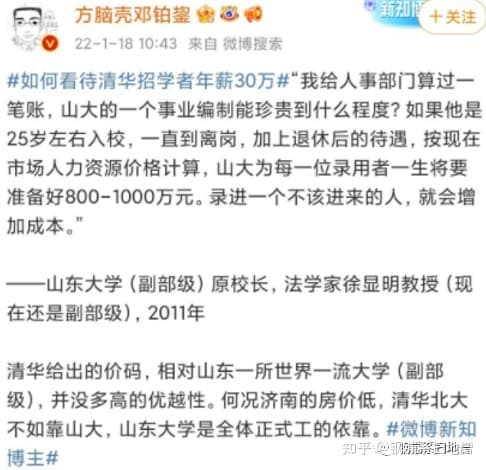 方脑壳邓铂鋆
新知博
+关注
22-1-18 10:43 来自 微博搜索
#如何看待清华招学者年薪30万#“我给人事部门算过一
笔账，山大的一个事业编制能珍贵到什么程度？如果他是
25岁左右入校，一直到离岗，加上退休后的待遇，按现在
市场人力资源价格计算，山大为每一位录用者一生将要
准备好800-1000万元。录进一个不该进来的人，就会增
加成本。”
——山东大学（副部级）原校长，法学家徐显明教授（现
在还是副部级），2011年
清华给出的价码，相对山东一所世界一流大学（副部
级），并没多高的优越性。何况济南的房价低，清华北大
不如靠山大，山东大学是全体正式工的依靠。#微博新知
博主#
知乎